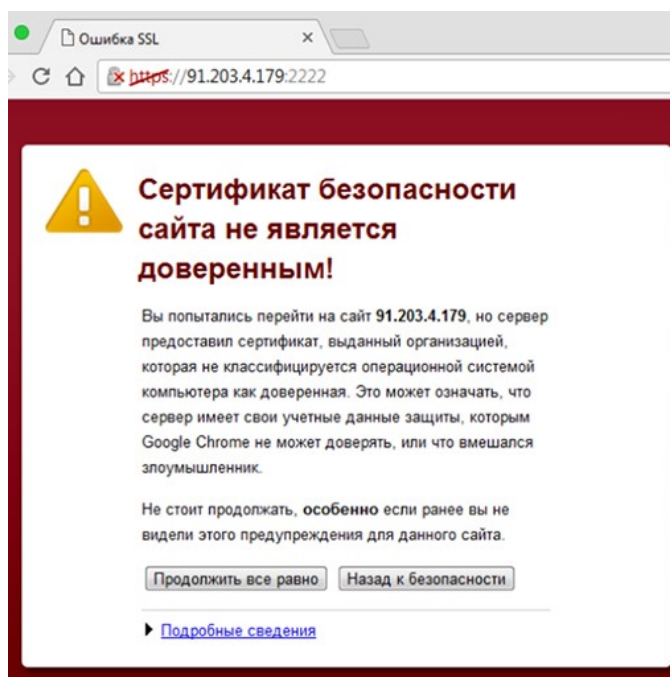 Ошибка SSL
https://91.203.4.179:2222
Сертификат безопасности
сайта не является
доверенным!
Вы попытались перейти на сайт 91.203.4.179, но сервер
предоставил сертификат, выданный организацией,
которая не классифицируется операционной системой
компьютера как доверенная. Это может означать, что
сервер имеет свои учетные данные защиты, которым
Google Chrome не может доверять, или что вмешался
злоумышленник.
Не стоит продолжать, особенно если ранее вы не
видели этого предупреждения для данного сайта.
Продолжить все равно Назад к безопасности
Подробные сведения